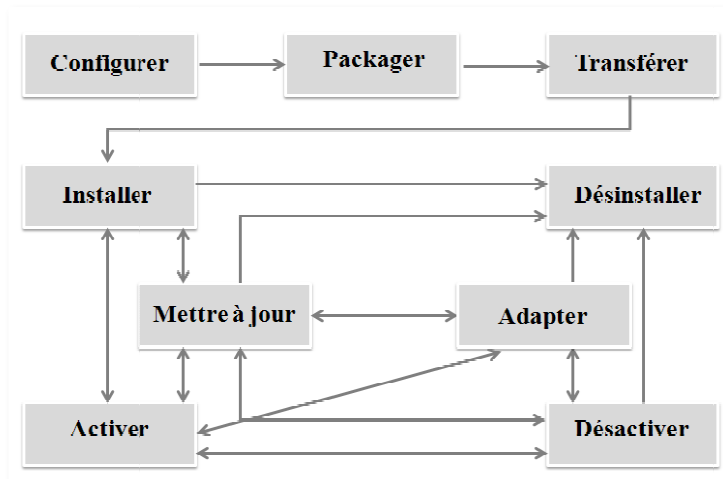 Configurer
Packager
Transférer
Installer
Désinstaller
Mettre à jour
Adapter
Activer
Désactiver